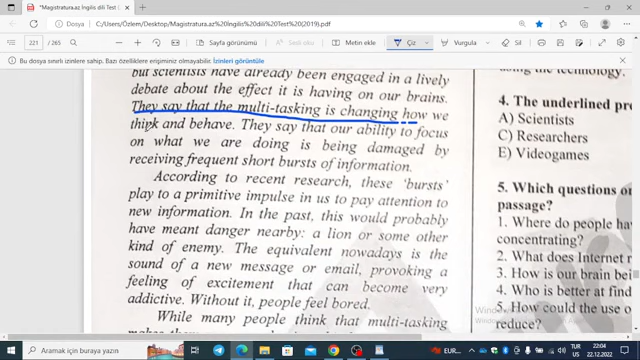 *Magistratura.az İngilis dili Test (
C:/Users/Özlem/Desktop/Magistratura.az%20İngilis%20dili%20Test%20(2019).pdf
221 / 265
Sayfa görünümü
Sesli oku
Metin ekle
Çiz
Vurgula
Sil
Bu dosya sınırlı izinlere erişiminiz olmayabilir. Bazı özelliklere erişiminiz olmayabilir. İzinleri görüntüle
but scientists have already been engaged in a lively
debate about the effect it is having on our brains.
They say that the multi-tasking is changing how we
think and behave. They say that our ability to focus
on what we are doing is being damaged by
receiving frequent short bursts of information.
According to recent research, these 'bursts'
play to a primitive impulse in us to pay attention to
new information. In the past, this would probably
have meant danger nearby: a lion or some other
kind of enemy. The equivalent nowadays is the
sound of a new message or email, provoking a
feeling of excitement that can become very
addictive. Without it, people feel bored.
While many people think that multi-tasking
using the technology.
4. The underlined pro
A) Scientists
C) Researchers
E) Videogames
5. Which questions o
passage?
1. Where do people ha
concentrating?
2. What does Internet r
3. How is our brain bei
4. Who is better at find
5. How could the use o
reduce?
Windows
Aramak için buraya yazın
TUR
22:04
AZ
22.12.2022